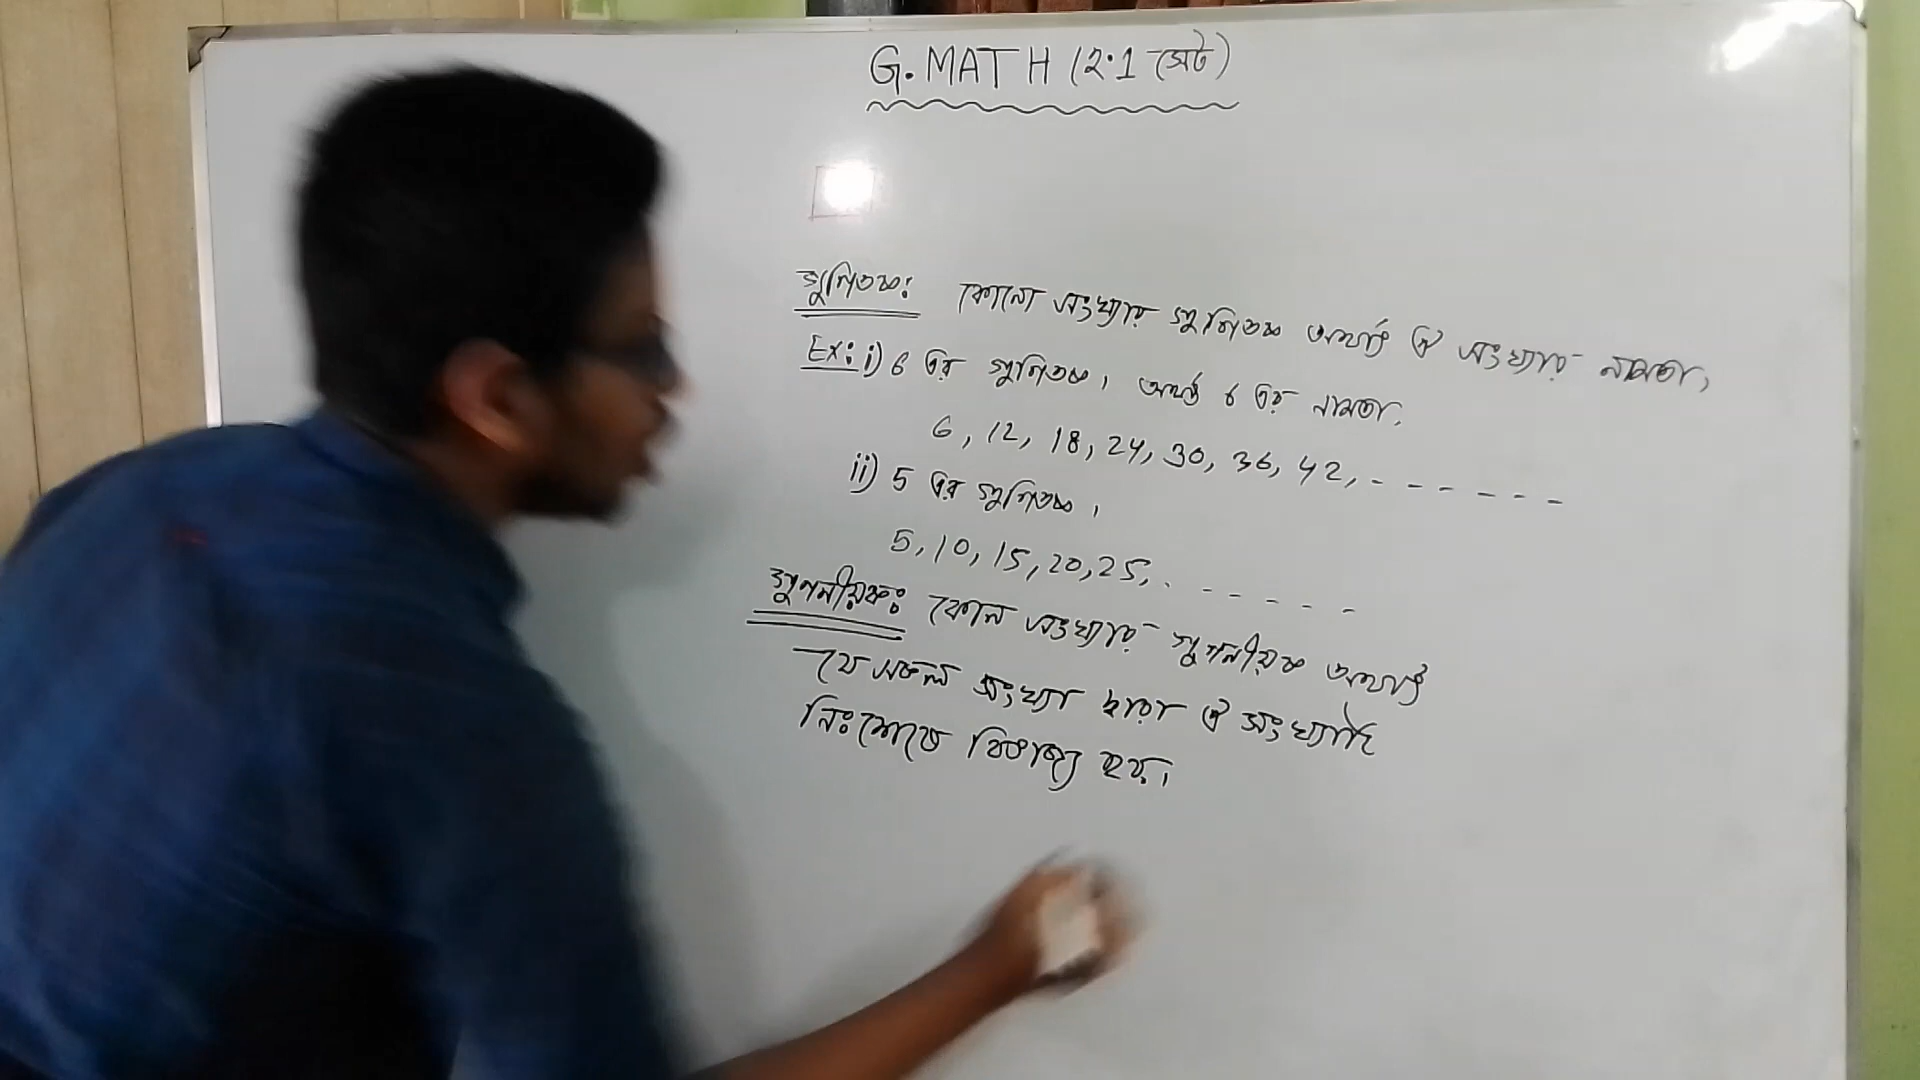 G. MATH (2.1 সেট)
গুণিতকঃ কোনো সংখ্যার গুণিতক অর্থাৎ ঐ সংখ্যার নামতা,
Ex: i) 6 এর গুণিতক, অর্থাৎ 6 এর নামতা,
6, 12, 18, 24, 30, 36, 42, - - - - - -
ii) 5 এর গুণিতক,
5, 10, 15, 20, 25, . - - - - -
গুণনীয়কঃ কোন সংখ্যার গুণনীয়ক অর্থাৎ
যে সকল সংখ্যা দ্বারা ঐ সংখ্যাটি
নিঃশেষে বিভাজ্য হয়।